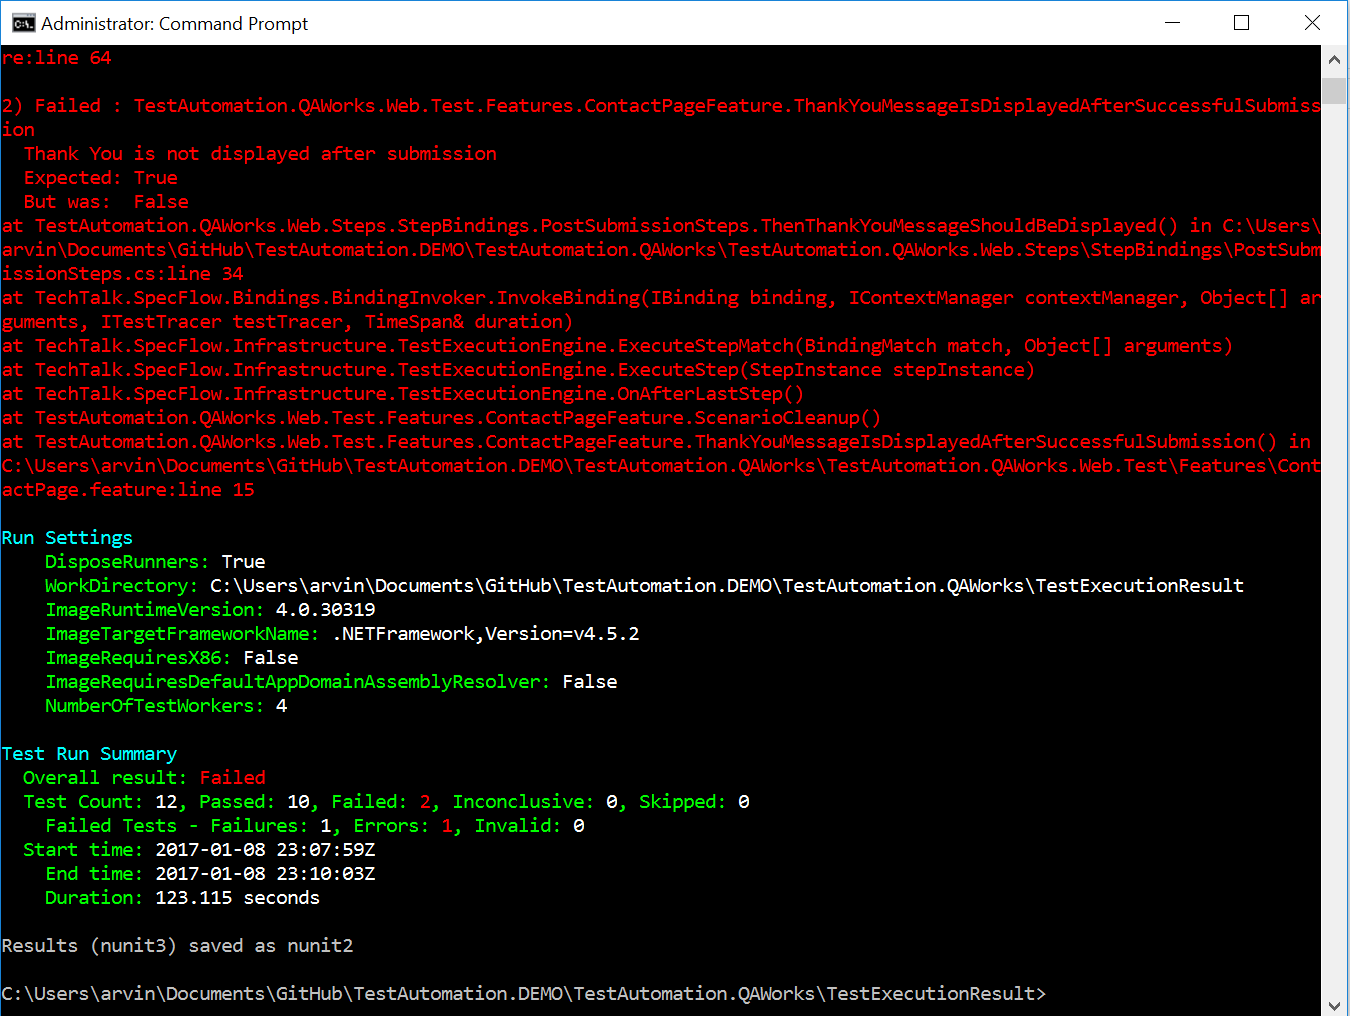 Administrator: Command Prompt
re:line 64
2) Failed : TestAutomation.QAWorks.Web.Test.Features.ContactPageFeature.ThankYouMessageIsDisplayedAfterSuccessfulSubmiss
ion
Thank You is not displayed after submission
Expected: True
But was:  False
at TestAutomation.QAWorks.Web.Steps.StepBindings.PostSubmissionSteps.ThenThankYouMessageShouldBeDisplayed() in C:\Users\
arvin\Documents\GitHub\TestAutomation.DEMO\TestAutomation.QAWorks\TestAutomation.QAWorks.Web.Steps\StepBindings\PostSubm
issionSteps.cs:line 34
at TechTalk.SpecFlow.Bindings.BindingInvoker.InvokeBinding(IBinding binding, IContextManager contextManager, Object[] ar
guments, ITestTracer testTracer, TimeSpan& duration)
at TechTalk.SpecFlow.Infrastructure.TestExecutionEngine.ExecuteStepMatch(BindingMatch match, Object[] arguments)
at TechTalk.SpecFlow.Infrastructure.TestExecutionEngine.ExecuteStep(StepInstance stepInstance)
at TechTalk.SpecFlow.Infrastructure.TestExecutionEngine.OnAfterLastStep()
at TestAutomation.QAWorks.Web.Test.Features.ContactPageFeature.ScenarioCleanup()
at TestAutomation.QAWorks.Web.Test.Features.ContactPageFeature.ThankYouMessageIsDisplayedAfterSuccessfulSubmission() in
C:\Users\arvin\Documents\GitHub\TestAutomation.DEMO\TestAutomation.QAWorks\TestAutomation.QAWorks.Web.Test\Features\Cont
actPage.feature:line 15
Run Settings
DisposeRunners: True
WorkDirectory: C:\Users\arvin\Documents\GitHub\TestAutomation.DEMO\TestAutomation.QAWorks\TestExecutionResult
ImageRuntimeVersion: 4.0.30319
ImageTargetFrameworkName: .NETFramework,Version=v4.5.2
ImageRequiresX86: False
ImageRequiresDefaultAppDomainAssemblyResolver: False
NumberOfTestWorkers: 4
Test Run Summary
Overall result: Failed
Test Count: 12, Passed: 10, Failed: 2, Inconclusive: 0, Skipped: 0
Failed Tests - Failures: 1, Errors: 1, Invalid: 0
Start time: 2017-01-08 23:07:59Z
End time: 2017-01-08 23:10:03Z
Duration: 123.115 seconds
Results (nunit3) saved as nunit2
C:\Users\arvin\Documents\GitHub\TestAutomation.DEMO\TestAutomation.QAWorks\TestExecutionResult>